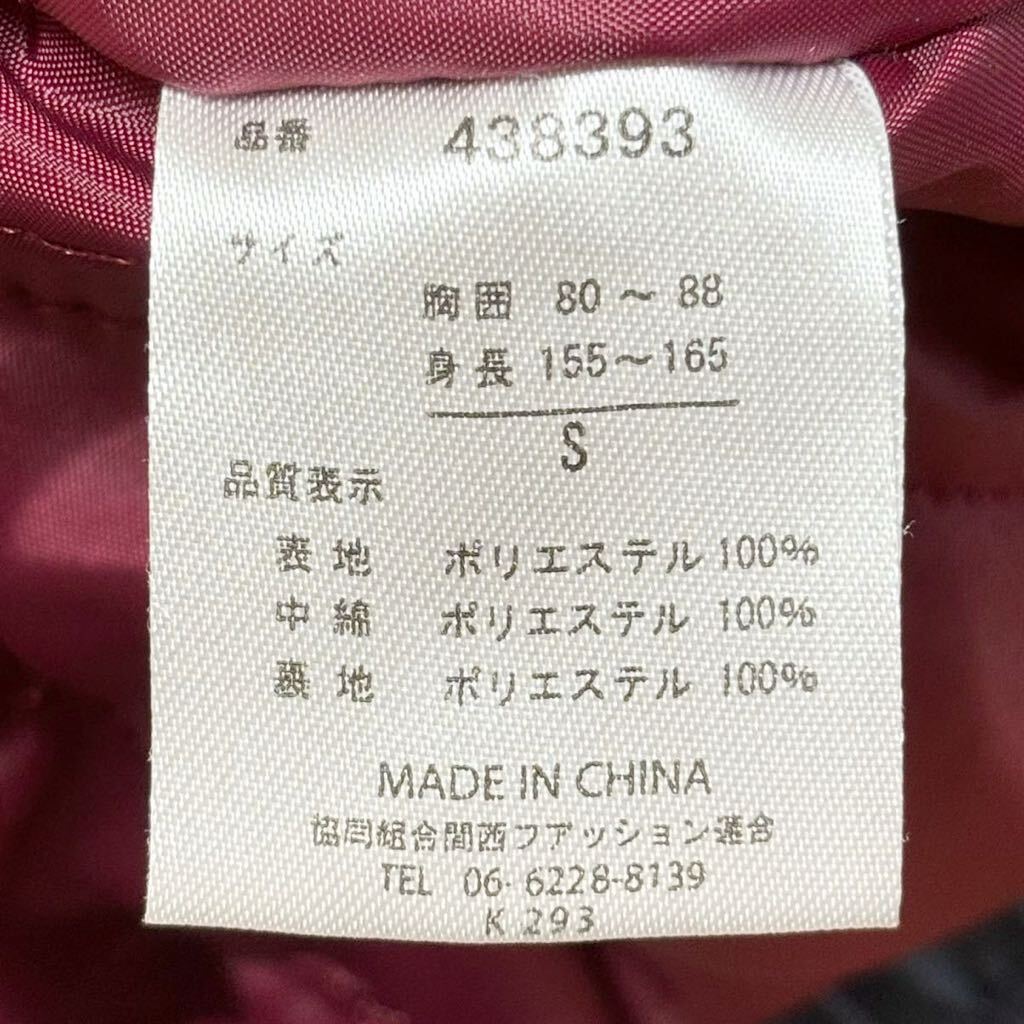 品番 438393
サイズ
胸囲 80 ～ 88
身長 155～165
S
品質表示
表地 ポリエステル 100%
中綿 ポリエステル 100%
裏地 ポリエステル 100%
MADE IN CHINA
協同組合関西ファッション連合
TEL 06-6228-8139
K 293